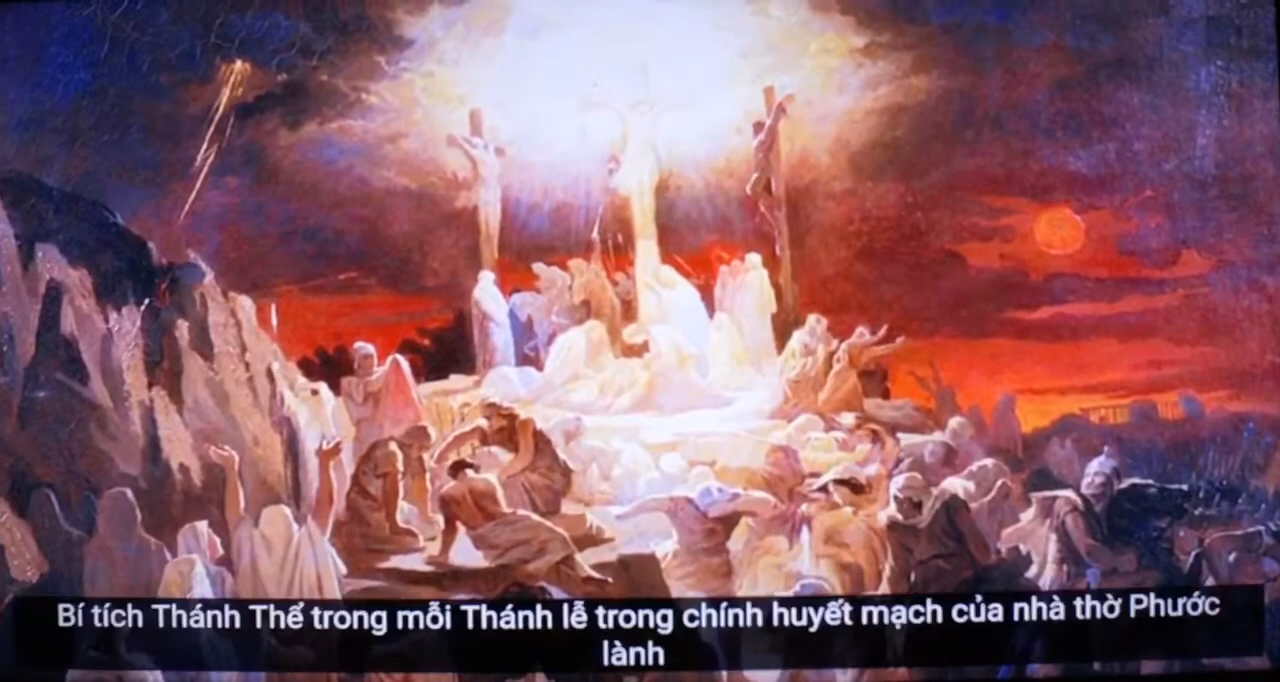 Bí tích Thánh Thể trong mỗi Thánh lễ trong chính huyết mạch của nhà thờ Phước
lành